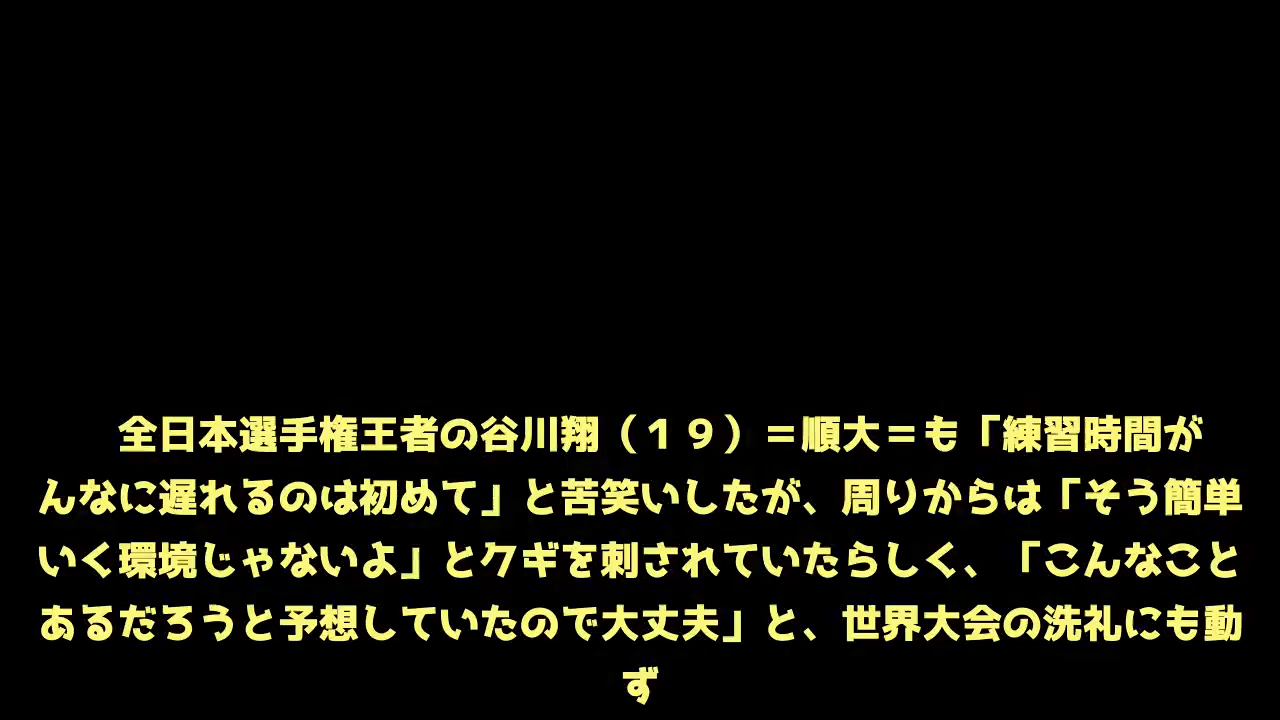 全日本選手権王者の谷川翔（１９）＝順大＝も「練習時間が
んなに遅れるのは初めて」と苦笑いしたが、周りからは「そう簡単
いく環境じゃないよ」とクギを刺されていたらしく、「こんなこと
あるだろうと予想していたので大丈夫」と、世界大会の洗礼にも動
ず